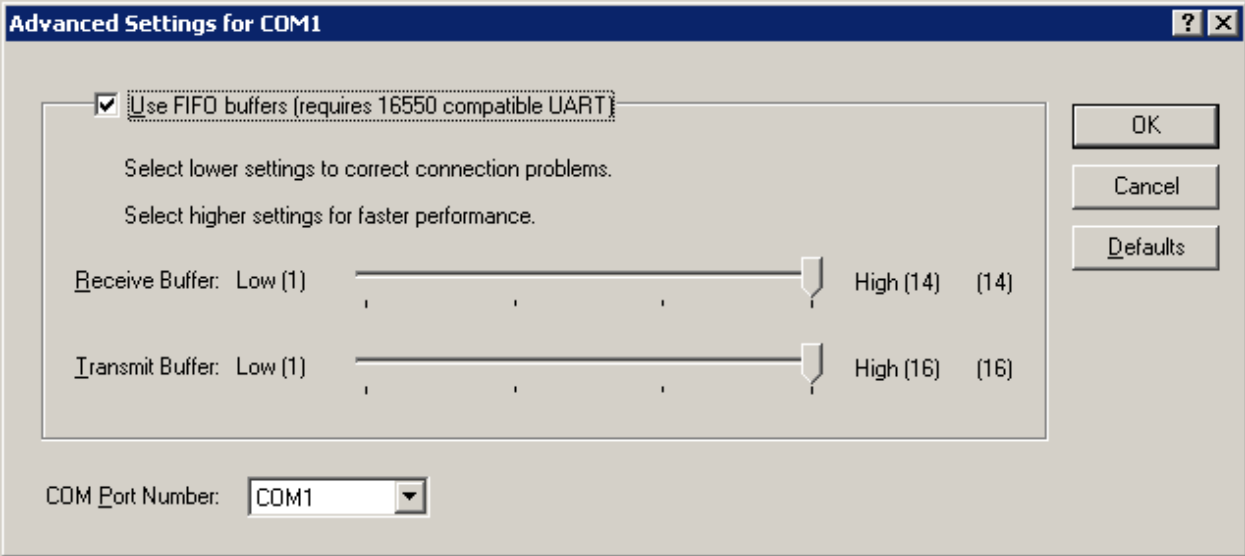 Advanced Settings for COM1
Use FIFO buffers (requires 16550 compatible UART)
OK
Select lower settings to correct connection problems.
Cancel
Select higher settings for faster performance.
Defaults
Receive Buffer: Low (1) High (14) (14)
Transmit Buffer: Low (1) High (16) (16)
COM Port Number: COM1